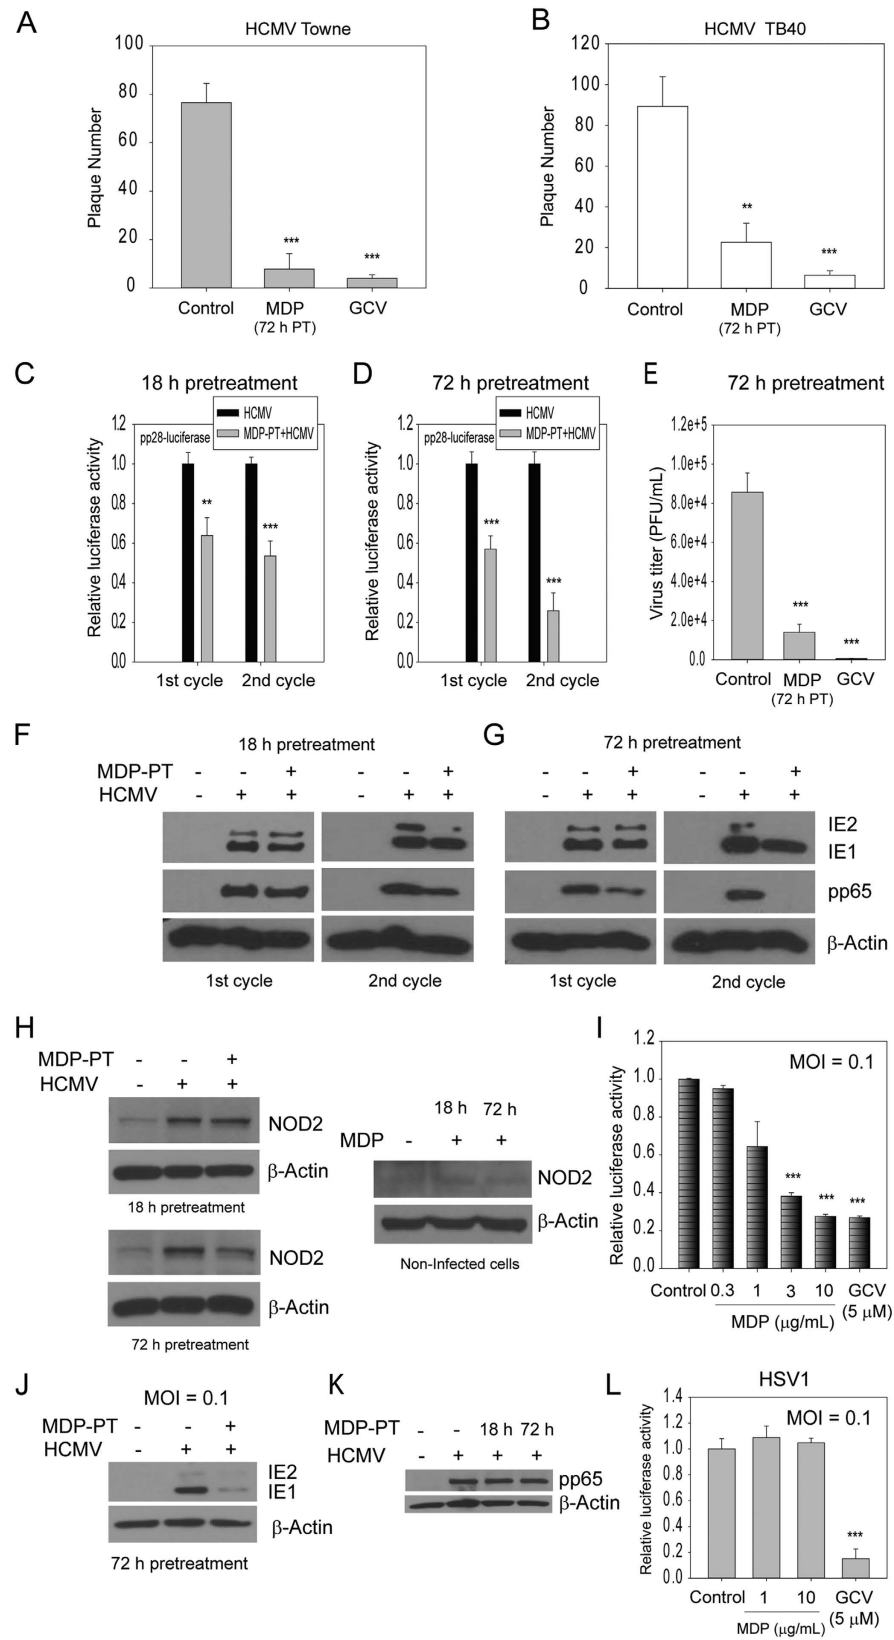 A
HCMV Towne
Plaque Number
100
80
60
40
20
0
***
***
Control MDP GCV
(72 h PT)
B
HCMV TB40
Plaque Number
120
100
80
60
40
20
0
**
***
Control MDP GCV
(72 h PT)
C
18 h pretreatment
HCMV
MDP-PT+HCMV
pp28-luciferase
Relative luciferase activity
1.2
1.0
0.8
0.6
0.4
0.2
0.0
**
***
1st cycle 2nd cycle
D
72 h pretreatment
HCMV
MDP-PT+HCMV
pp28-luciferase
Relative luciferase activity
1.2
1.0
0.8
0.6
0.4
0.2
0.0
***
***
1st cycle 2nd cycle
E
72 h pretreatment
Virus titer (PFU/mL)
1.2e+5
1.0e+4
8.0e+4
6.0e+4
4.0e+4
2.0e+4
0.0
***
***
Control MDP GCV
(72 h PT)
F
18 h pretreatment
MDP-PT - - + - - +
HCMV - + + - + +
1st cycle 2nd cycle
G
72 h pretreatment
- - + - - +
- + + - + +
IE2
IE1
pp65
β-Actin
1st cycle 2nd cycle
H
MDP-PT - - +
HCMV - + +
NOD2
β-Actin
18 h pretreatment
NOD2
β-Actin
72 h pretreatment
18 h 72 h
MDP - + +
NOD2
β-Actin
Non-Infected cells
I
MOI = 0.1
Relative luciferase activity
1.2
1.0
0.8
0.6
0.4
0.2
0.0
*** *** ***
Control 0.3 1 3 10 GCV
(5 μM)
MDP (μg/mL)
J
MOI = 0.1
MDP-PT - - +
HCMV - + +
IE2
IE1
β-Actin
72 h pretreatment
K
MDP-PT - - 18 h 72 h
HCMV - + + +
pp65
β-Actin
L
HSV1
MOI = 0.1
Relative luciferase activity
1.4
1.2
1.0
0.8
0.6
0.4
0.2
0.0
***
Control 1 10 GCV
(5 μM)
MDP (μg/mL)